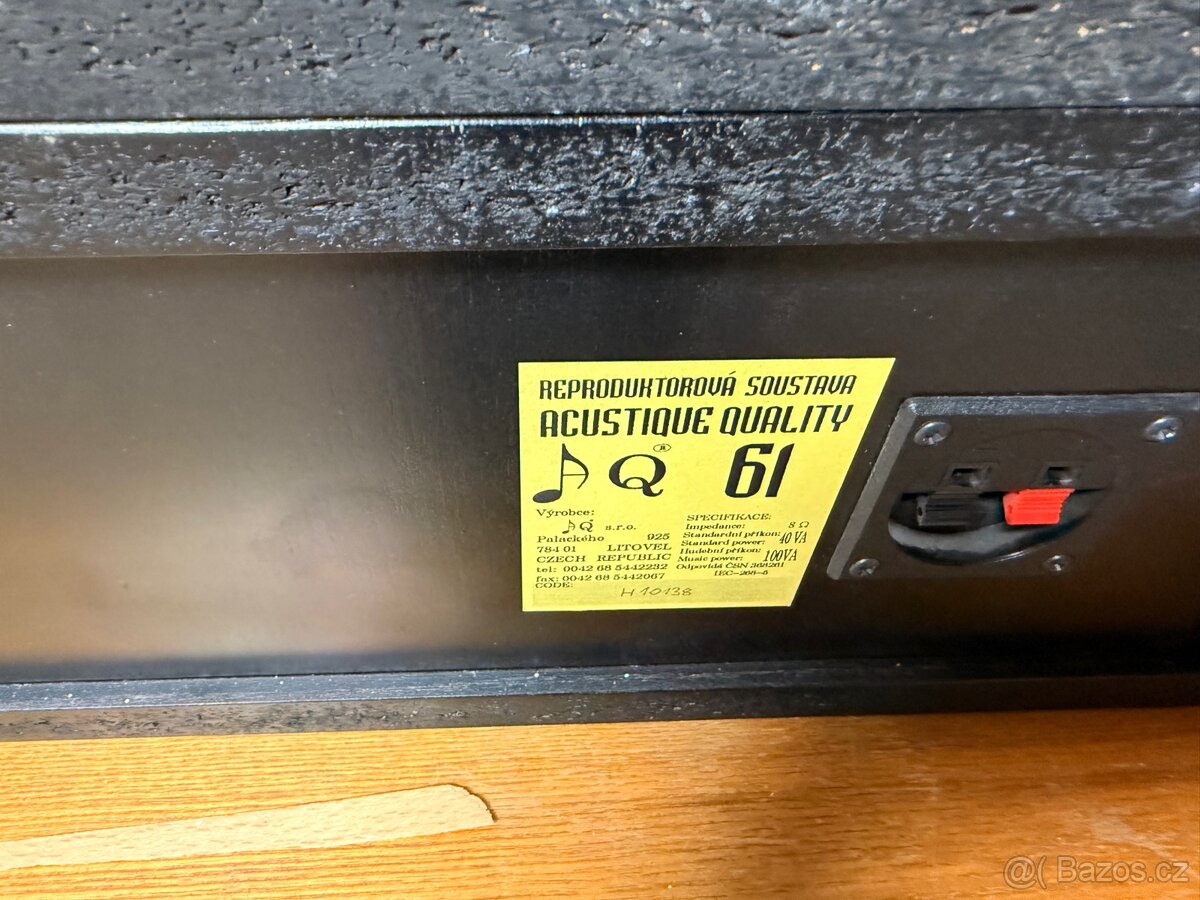 REPRODUKTOROVÁ SOUSTAVA
ACUSTIQUE QUALITY
AQ® 61
Výrobce:
AQ s.r.o.
Palackého 925
784 01 LITOVEL
CZECH REPUBLIC
tel: 0042 68 5442232
fax: 0042 68 5442067
CODE: H 10138
SPECIFIKACE:
Impedance: 8 Ω
Standardní příkon:
Standard power: 40 VA
Hudební příkon:
Music power: 100VA
Odpovídá ČSN 368261
IEC-268-5
@( Bazos.cz